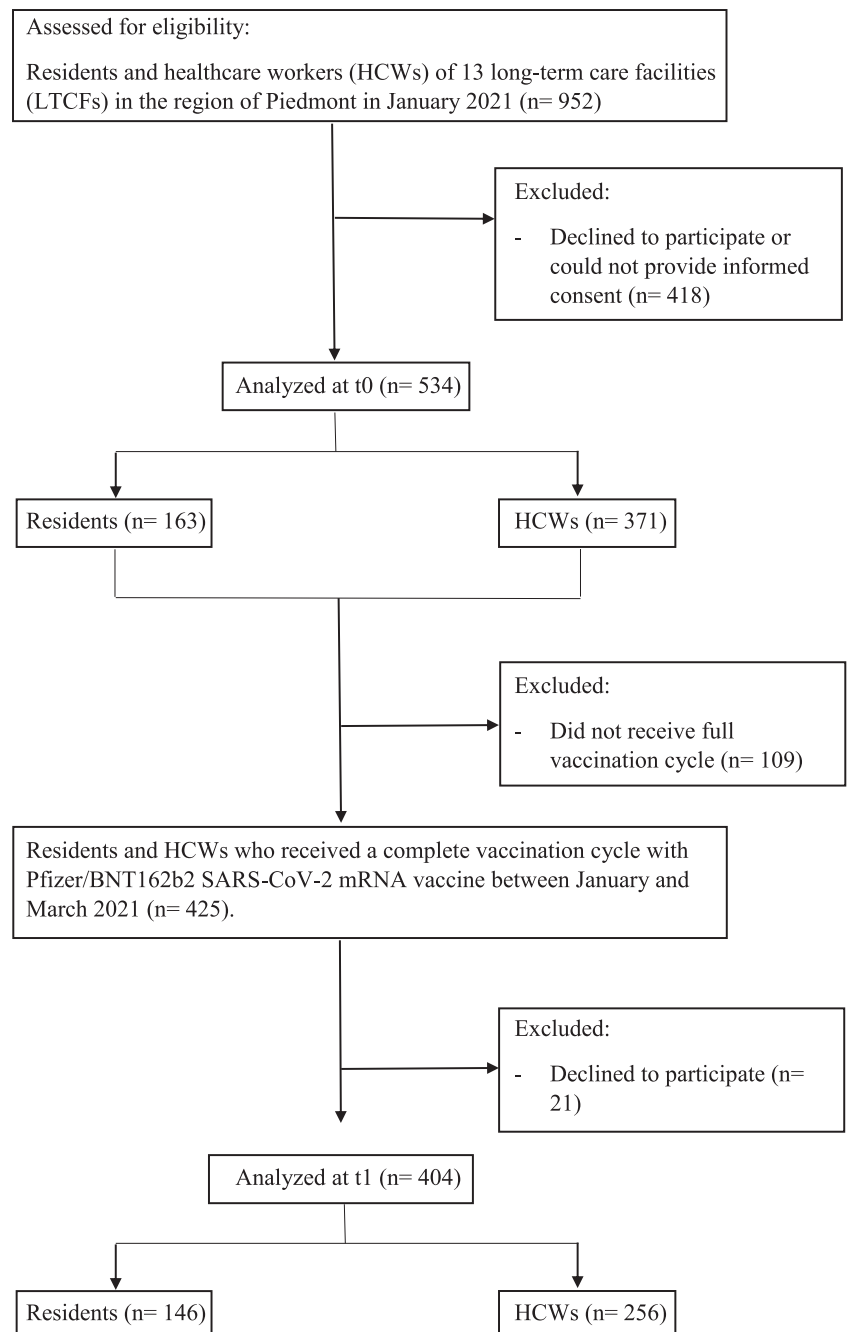 Assessed for eligibility:
Residents and healthcare workers (HCWs) of 13 long-term care facilities
(LTCFs) in the region of Piedmont in January 2021 (n= 952)
Excluded:
- Declined to participate or
could not provide informed
consent (n= 418)
Analyzed at t0 (n= 534)
Residents (n= 163)
HCWs (n= 371)
Excluded:
- Did not receive full
vaccination cycle (n= 109)
Residents and HCWs who received a complete vaccination cycle with
Pfizer/BNT162b2 SARS-CoV-2 mRNA vaccine between January and
March 2021 (n= 425).
Excluded:
- Declined to participate (n=
21)
Analyzed at t1 (n= 404)
Residents (n= 146)
HCWs (n= 256)